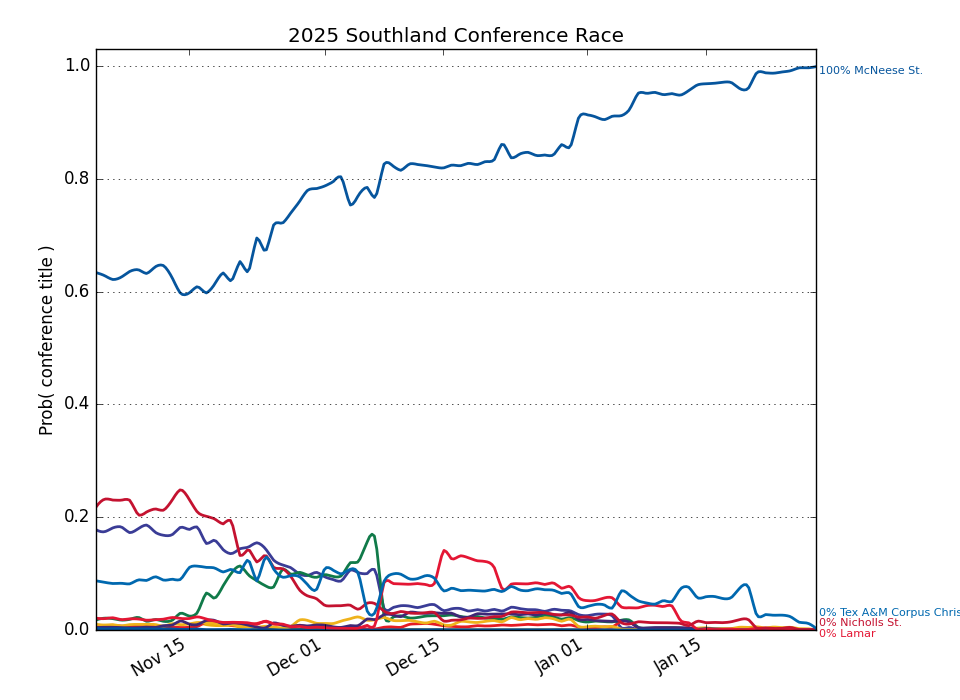 2025 Southland Conference Race
1.0
100% McNeese St.
0.8
0.6
Prob( conference title )
0.4
0.2
0% Tex A&M Corpus Chris
0% Nicholls St.
0.0
0% Lamar
Nov 15
Dec 01
Dec 15
Jan 01
Jan 15